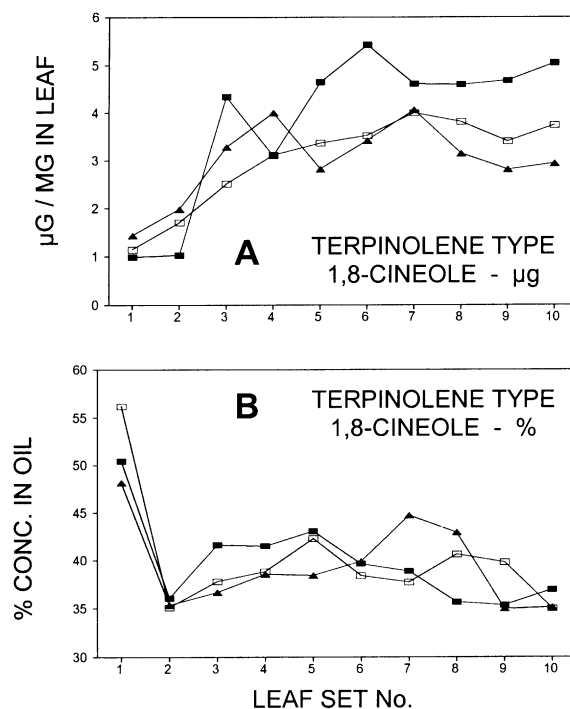 6
5
4
3
2
1
0
µG / MG IN LEAF
A
TERPINOLENE TYPE
1,8-CINEOLE - µg
1 2 3 4 5 6 7 8 9 10
60
55
50
45
40
35
30
% CONC. IN OIL
B
TERPINOLENE TYPE
1,8-CINEOLE - %
1 2 3 4 5 6 7 8 9 10
LEAF SET No.